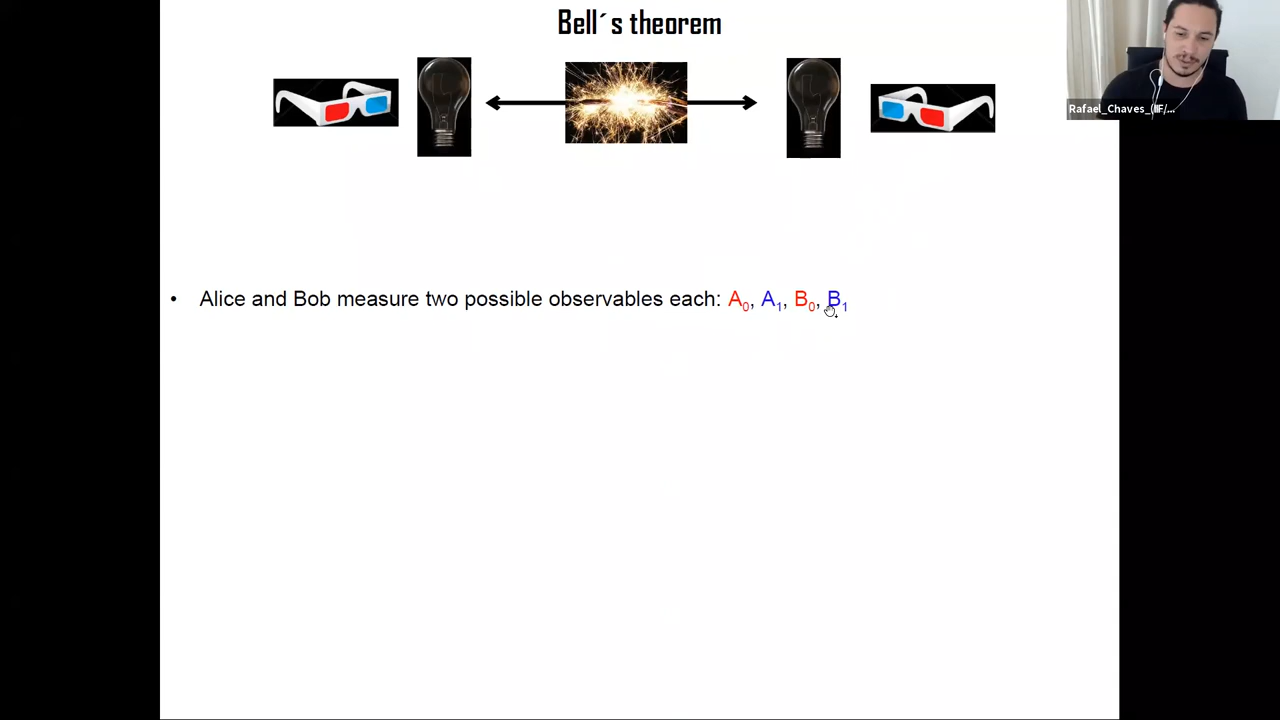 Bell´s theorem
Rafael_Chaves_(IIF/...
• Alice and Bob measure two possible observables each: A₀, A₁, B₀, B₁